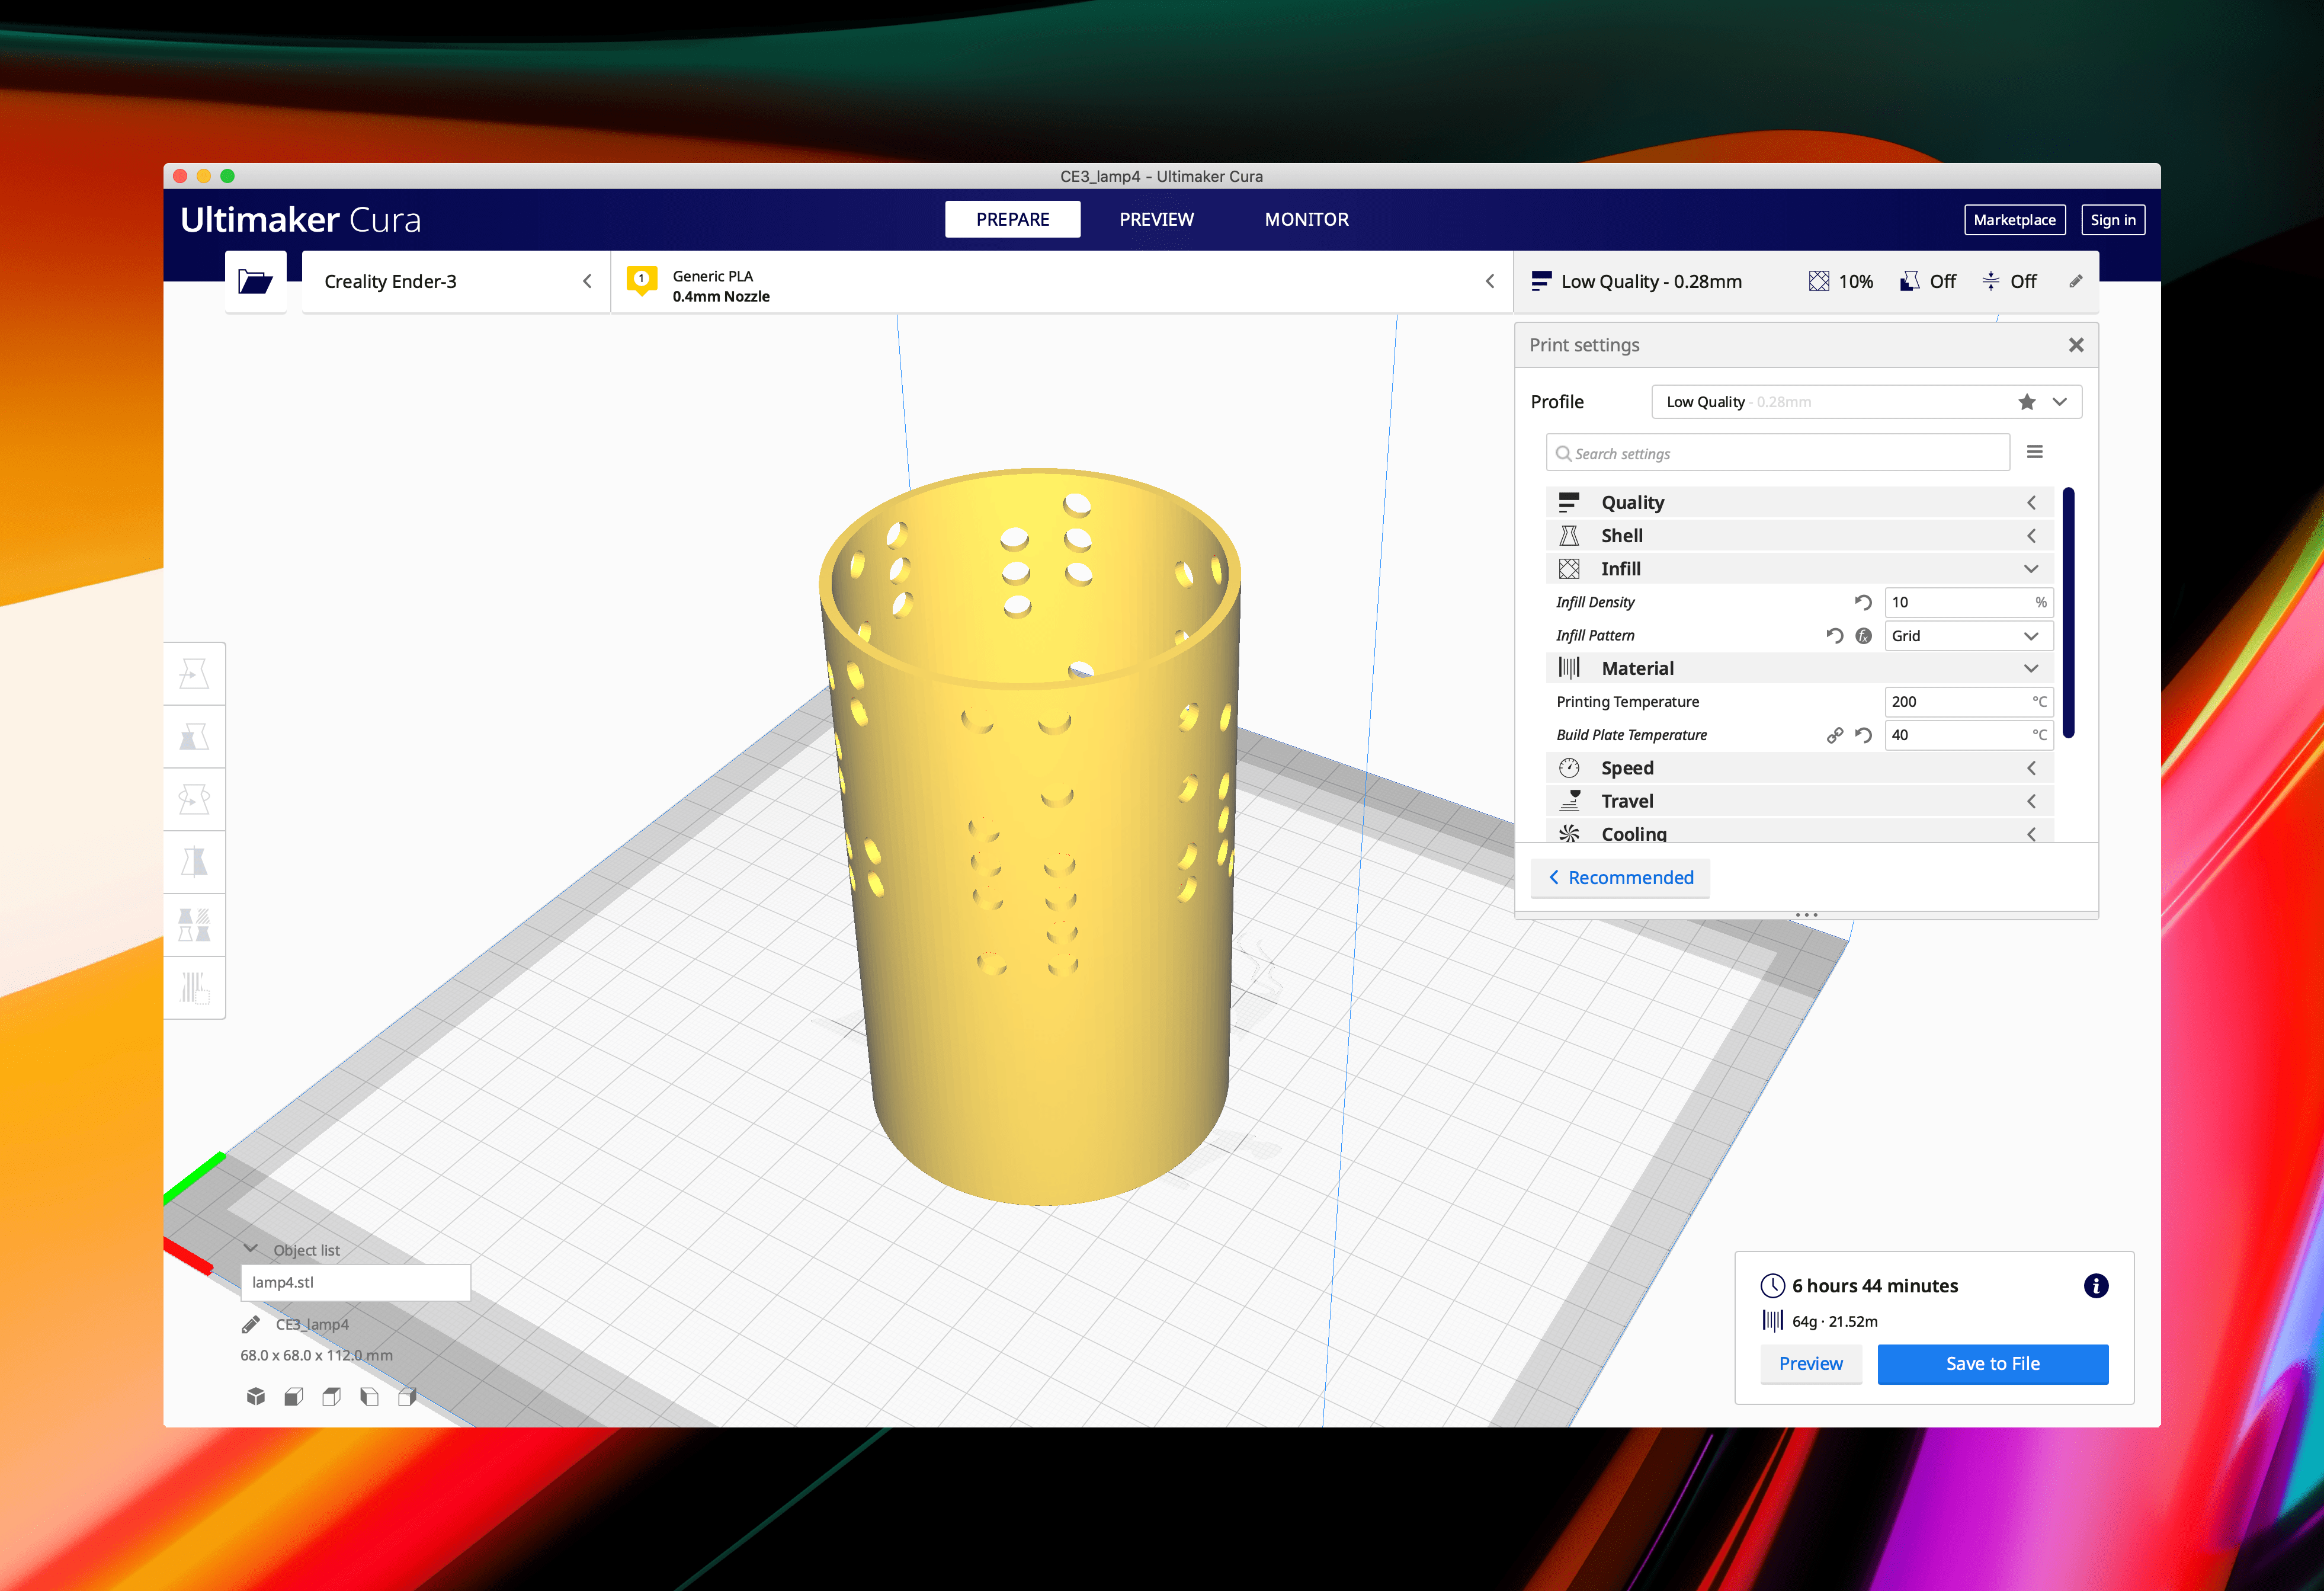 CE3_lamp4 - Ultimaker Cura
Ultimaker Cura
PREPARE
PREVIEW
MONITOR
Marketplace
Sign in
Creality Ender-3
1
Generic PLA
0.4mm Nozzle
Low Quality - 0.28mm
10%
Off
Off
Print settings
Profile
Low Quality - 0.28mm
Search settings
Quality
Shell
Infill
Infill Density
10
%
Infill Pattern
fx
Grid
Material
Printing Temperature
200
°C
Build Plate Temperature
40
°C
Speed
Travel
Cooling
Recommended
Object list
lamp4.stl
CE3_lamp4
68.0 x 68.0 x 112.0 mm
6 hours 44 minutes
64g · 21.52m
Preview
Save to File